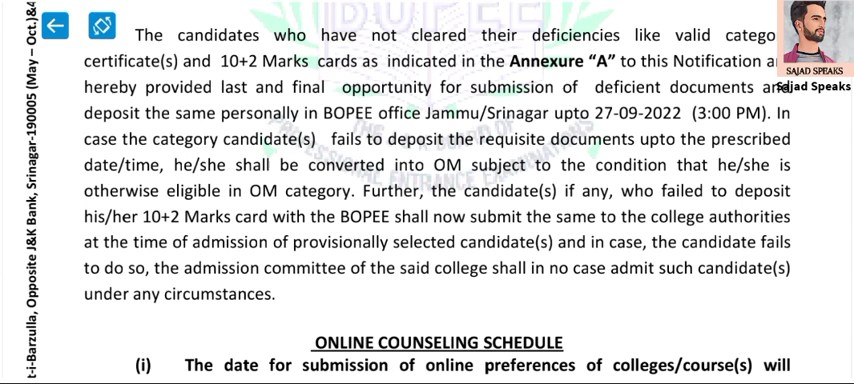 t-i-Barzulla, Opposite J&K Bank, Srinagar-190005 (May – Oct.)&
BOPEE
The candidates who have not cleared their deficiencies like valid catego
certificate(s) and 10+2 Marks cards as indicated in the Annexure “A” to this Notification a
hereby provided last and final opportunity for submission of deficient documents and
deposit the same personally in BOPEE office Jammu/Srinagar upto 27-09-2022 (3:00 PM). In
case the category candidate(s) fails to deposit the requisite documents upto the prescribed
date/time, he/she shall be converted into OM subject to the condition that he/she is
otherwise eligible in OM category. Further, the candidate(s) if any, who failed to deposit
his/her 10+2 Marks card with the BOPEE shall now submit the same to the college authorities
at the time of admission of provisionally selected candidate(s) and in case, the candidate fails
to do so, the admission committee of the said college shall in no case admit such candidate(s)
under any circumstances.
ONLINE COUNSELING SCHEDULE
(i) The date for submission of online preferences of colleges/course(s) will
SAJAD SPEAKS
Sajad Speaks